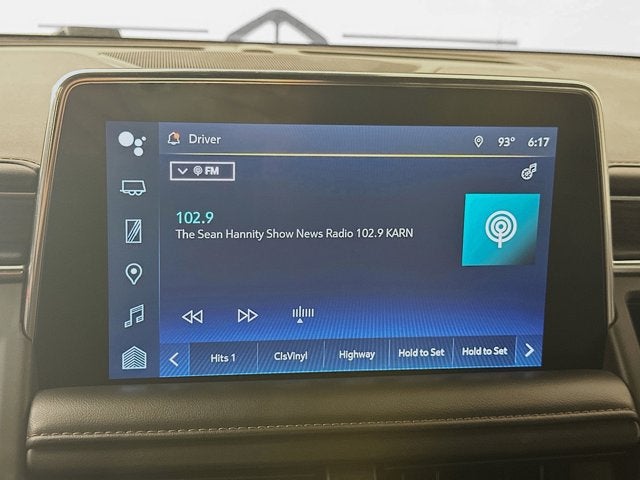 Driver
93° 6:17
FM
102.9
The Sean Hannity Show News Radio 102.9 KARN
Hits 1 ClsVinyl Highway Hold to Set Hold to Set